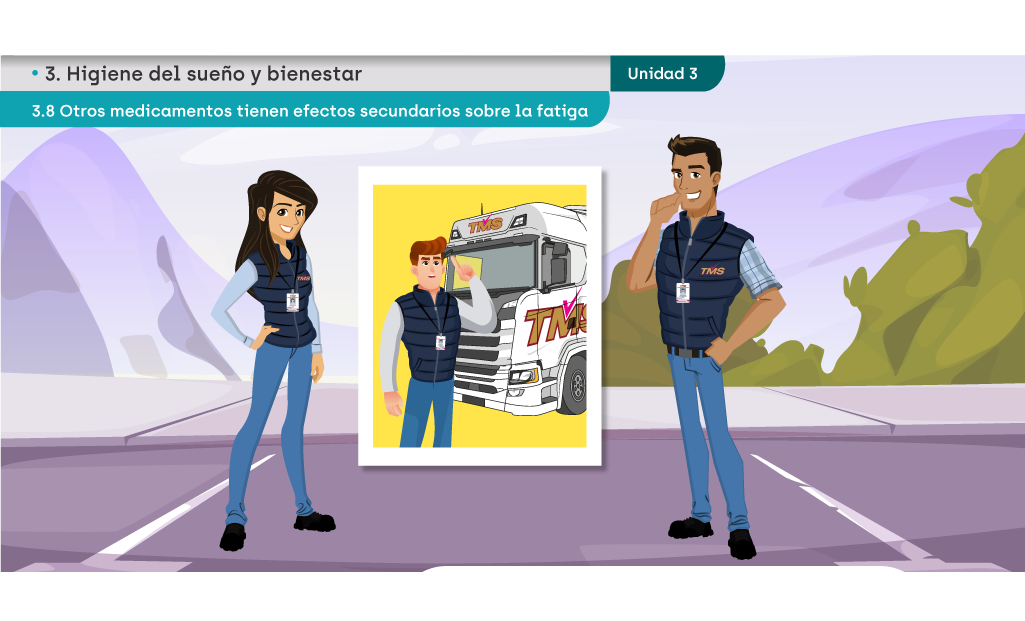 • 3. Higiene del sueño y bienestar
Unidad 3
3.8 Otros medicamentos tienen efectos secundarios sobre la fatiga
TMS
TMS
TMS
TMS